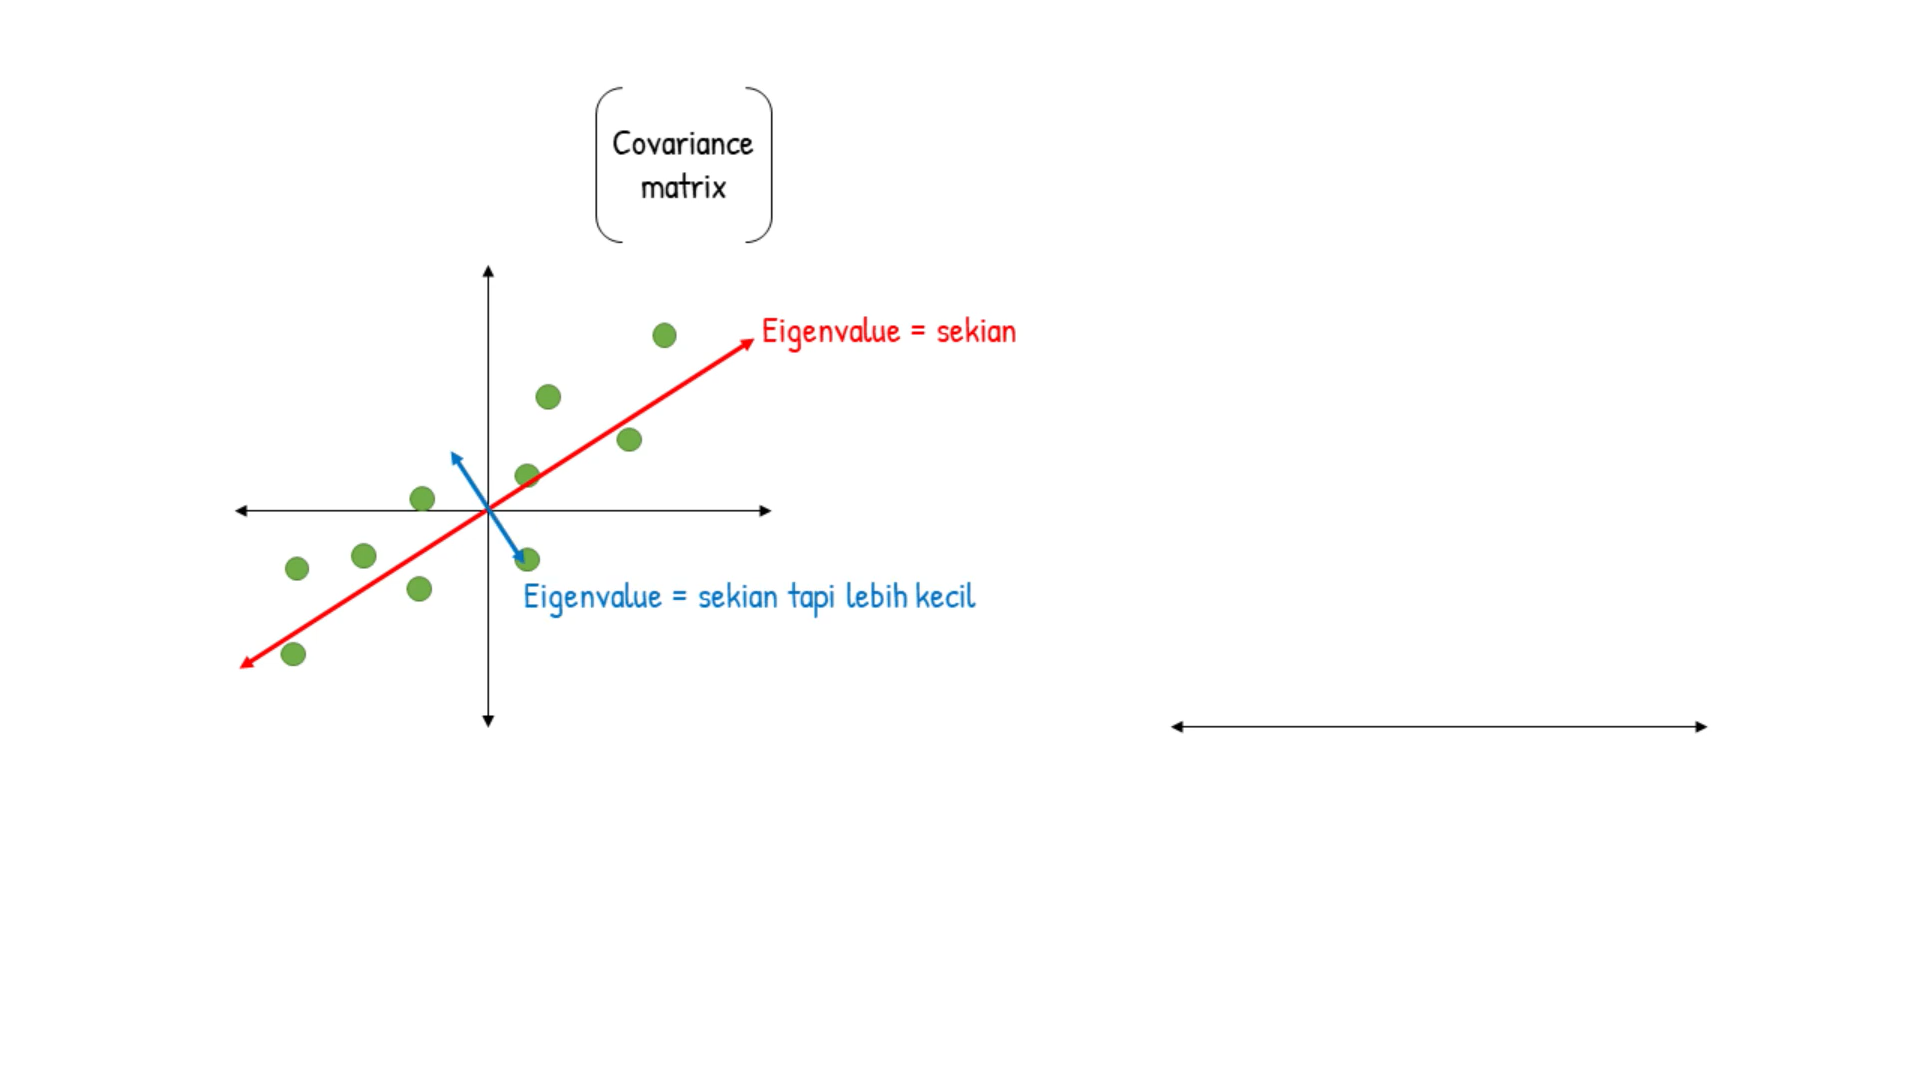 Covariance
matrix
Eigenvalue = sekian
Eigenvalue = sekian tapi lebih kecil